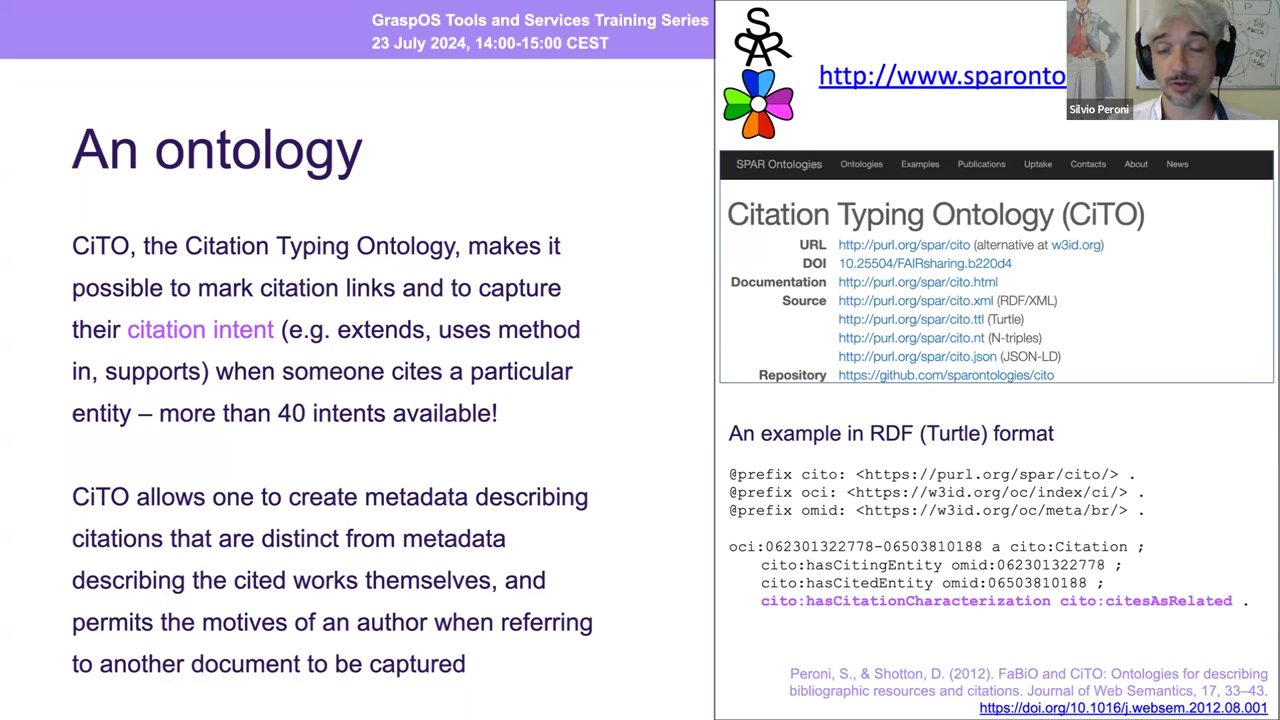 GraspOS Tools and Services Training Series
23 July 2024, 14:00-15:00 CEST
An ontology
CiTO, the Citation Typing Ontology, makes it
possible to mark citation links and to capture
their citation intent (e.g. extends, uses method
in, supports) when someone cites a particular
entity – more than 40 intents available!
CiTO allows one to create metadata describing
citations that are distinct from metadata
describing the cited works themselves, and
permits the motives of an author when referring
to another document to be captured
SPAR
http://www.sparonto
Silvio Peroni
SPAR Ontologies Ontologies Examples Publications Uptake Contacts About News
Citation Typing Ontology (CiTO)
URL http://purl.org/spar/cito (alternative at w3id.org)
DOI 10.25504/FAIRsharing.b220d4
Documentation http://purl.org/spar/cito.html
Source http://purl.org/spar/cito.xml (RDF/XML)
http://purl.org/spar/cito.ttl (Turtle)
http://purl.org/spar/cito.nt (N-triples)
http://purl.org/spar/cito.json (JSON-LD)
Repository https://github.com/sparontologies/cito
An example in RDF (Turtle) format
@prefix cito: <https://purl.org/spar/cito/> .
@prefix oci: <https://w3id.org/oc/index/ci/> .
@prefix omid: <https://w3id.org/oc/meta/br/> .
oci:062301322778-06503810188 a cito:Citation ;
cito:hasCitingEntity omid:062301322778 ;
cito:hasCitedEntity omid:06503810188 ;
cito:hasCitationCharacterization cito:citesAsRelated .
Peroni, S., & Shotton, D. (2012). FaBiO and CiTO: Ontologies for describing
bibliographic resources and citations. Journal of Web Semantics, 17, 33–43.
https://doi.org/10.1016/j.websem.2012.08.001